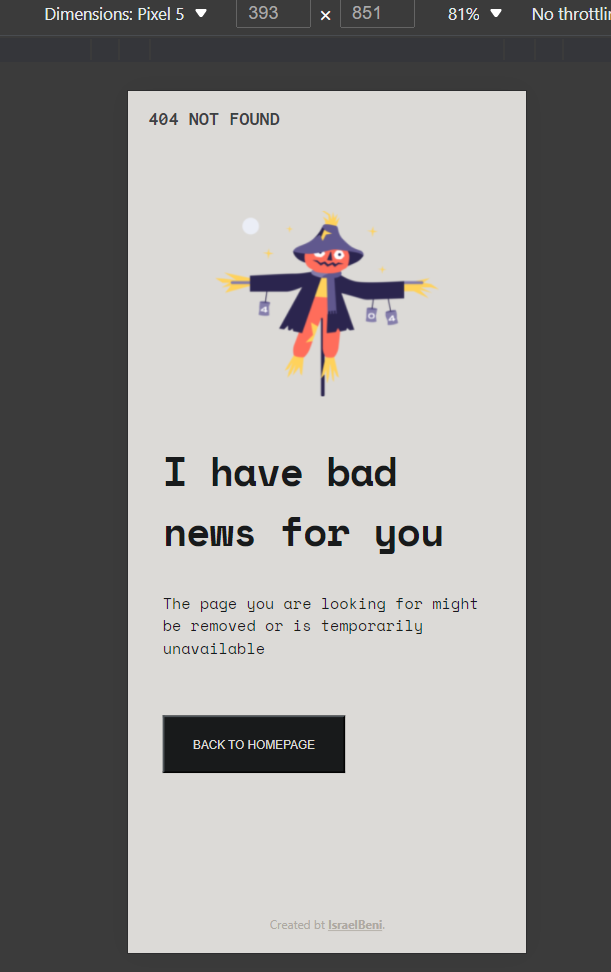 Dimensions: Pixel 5 ▼ 393 × 851 81% ▼ No throttlin
404 NOT FOUND
4 0 4
I have bad
news for you
The page you are looking for might
be removed or is temporarily
unavailable
BACK TO HOMEPAGE
Created bt IsraelBeni.